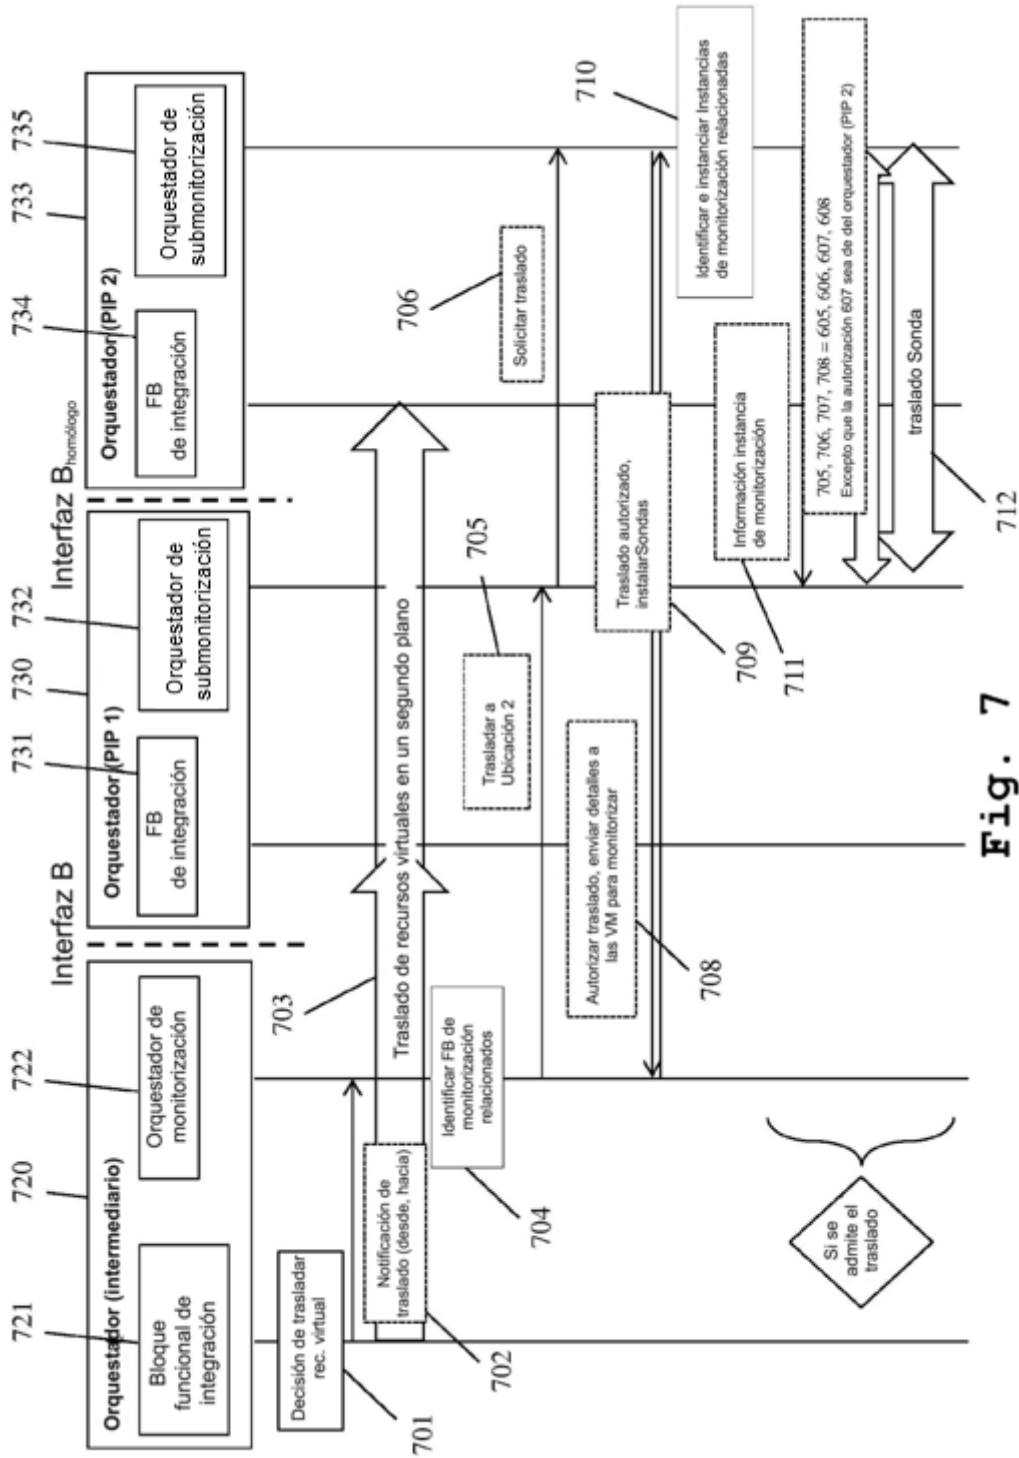 721
720
722
731
730
732
734
733
735
Interfaz B
Interfaz Bhomólogo
Orquestador (intermediario)
Bloque
funcional de
integración
Orquestador de
monitorización
Orquestador (PIP 1)
FB
de integración
Orquestador de
submonitorización
Orquestador (PIP 2)
FB
de integración
Orquestador de
submonitorización
Decisión de trasladar
rec. virtual
701
703
Notificación de
traslado (desde, hacia)
702
Traslado de recursos virtuales en un segundo plano
Identificar FB de
monitorización
relacionados
704
Trasladar a
Ubicación 2
705
Solicitar traslado
706
Autorizar traslado, enviar detalles a
las VM para monitorizar
708
Traslado autorizado,
instalarSondas
709
Identificar e instanciar Instancias
de monitorización relacionadas
710
Información instancia
de monitorización
711
Si se
admite el
traslado
705, 706, 707, 708 = 605, 606, 607, 608
Excepto que la autorización 607 sea de del orquestador (PIP 2)
traslado Sonda
712
Fig. 7